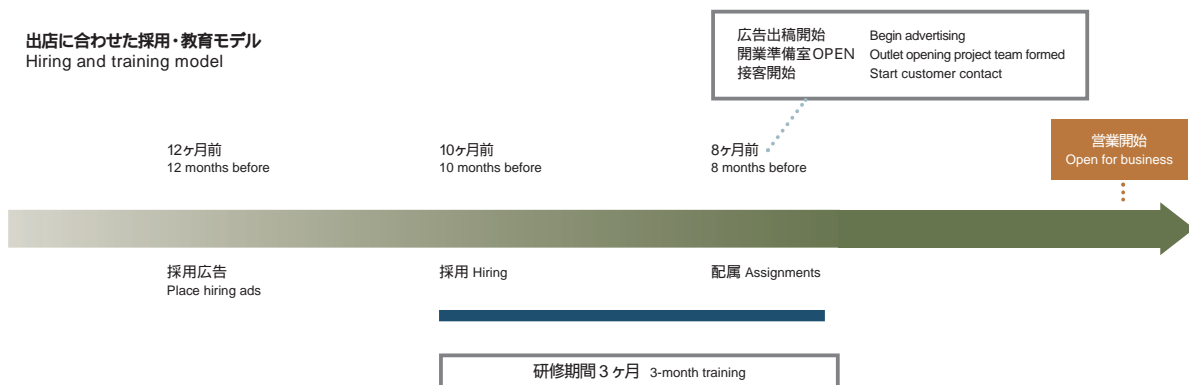 出店に合わせた採用・教育モデル
Hiring and training model
広告出稿開始 Begin advertising
開業準備室OPEN Outlet opening project team formed
接客開始 Start customer contact
12ヶ月前
12 months before
10ヶ月前
10 months before
8ヶ月前
8 months before
営業開始
Open for business
採用広告
Place hiring ads
採用 Hiring
配属 Assignments
研修期間3ヶ月 3-month training